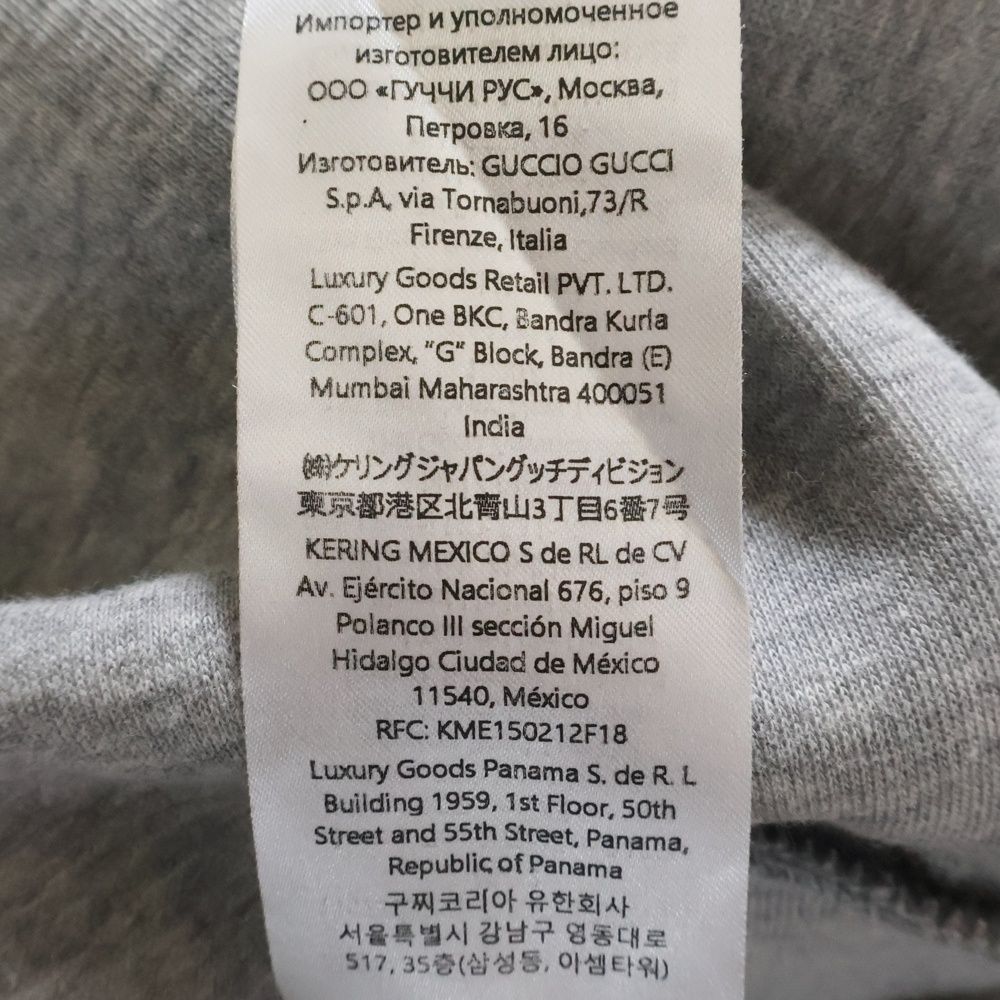 Импортер и уполномоченное
изготовителем лицо:
ООО «ГУЧЧИ РУС», Москва,
Петровка, 16
Изготовитель: GUCCIO GUCCI
S.p.A, via Tornabuoni,73/R
Firenze, Italia
Luxury Goods Retail PVT. LTD.
C-601, One BKC, Bandra Kurla
Complex, "G" Block, Bandra (E)
Mumbai Maharashtra 400051
India
㈱ケリングジャパングッチディビジョン
東京都港区北青山3丁目6番7号
KERING MEXICO S de RL de CV
Av. Ejército Nacional 676, piso 9
Polanco III sección Miguel
Hidalgo Ciudad de México
11540, México
RFC: KME150212F18
Luxury Goods Panama S. de R. L
Building 1959, 1st Floor, 50th
Street and 55th Street, Panama,
Republic of Panama
구찌코리아 유한회사
서울특별시 강남구 영동대로
517, 35층(삼성동, 아셈타워)